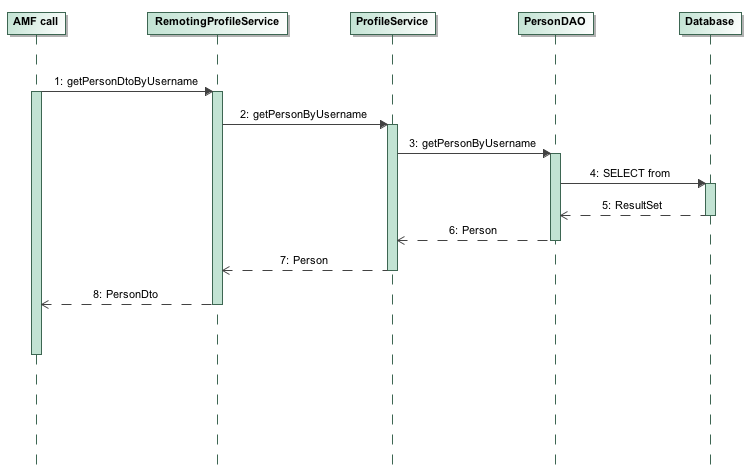 AMF call
RemotingProfileService
ProfileService
PersonDAO
Database
1: getPersonDtoByUsername
2: getPersonByUsername
3: getPersonByUsername
4: SELECT from
5: ResultSet
6: Person
7: Person
8: PersonDto